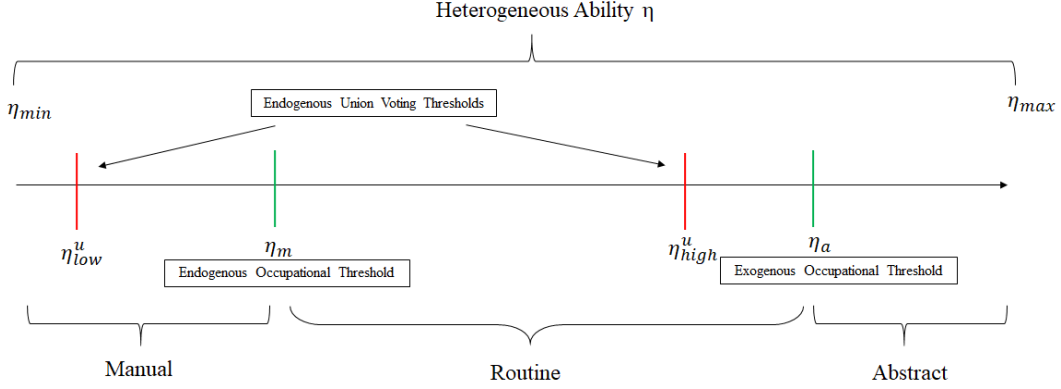 Heterogeneous Ability η
η_min
η_max
Endogenous Union Voting Thresholds
η^u_low
η_m
η^u_high
η_a
Endogenous Occupational Threshold
Exogenous Occupational Threshold
Manual
Routine
Abstract